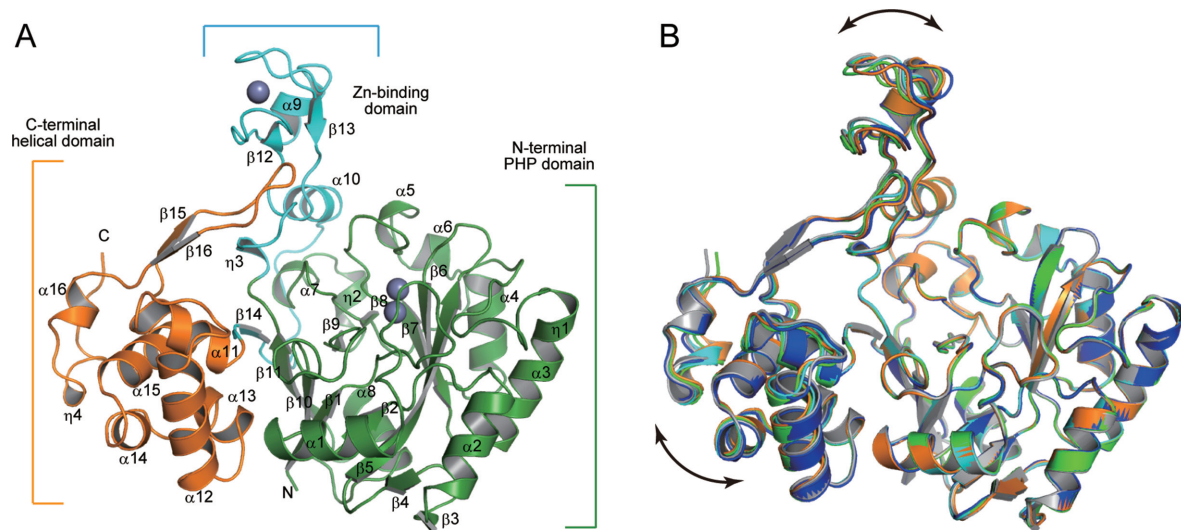 A
B
Zn-binding
domain
C-terminal
helical domain
N-terminal
PHP domain
α9
β13
β12
α10
α5
β15
C
β16
η3
α6
β6
α16
α7
η2
β8
α4
β14
β9
β7
η1
α11
α15
β11
α8
α3
η4
α13
β10
β1
β2
α14
α1
α2
α12
β5
N
β4
β3